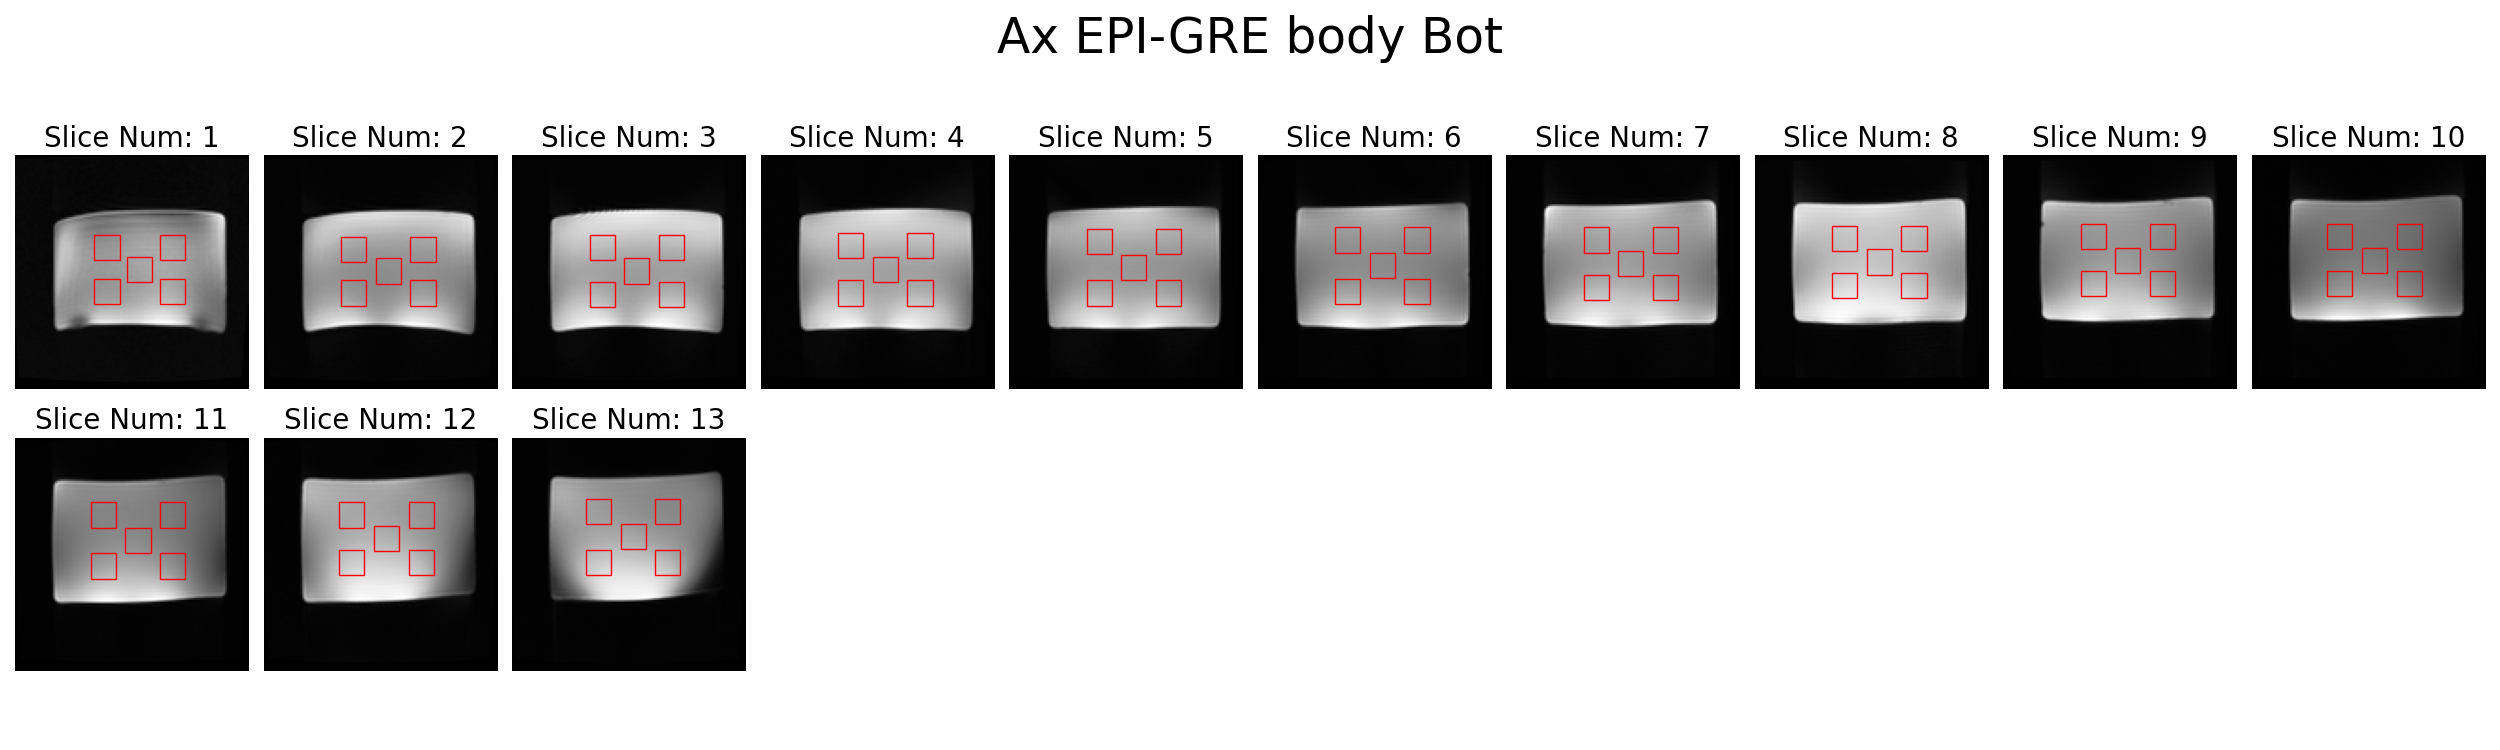 Ax EPI-GRE body Bot
Slice Num: 1
Slice Num: 2
Slice Num: 3
Slice Num: 4
Slice Num: 5
Slice Num: 6
Slice Num: 7
Slice Num: 8
Slice Num: 9
Slice Num: 10
Slice Num: 11
Slice Num: 12
Slice Num: 13